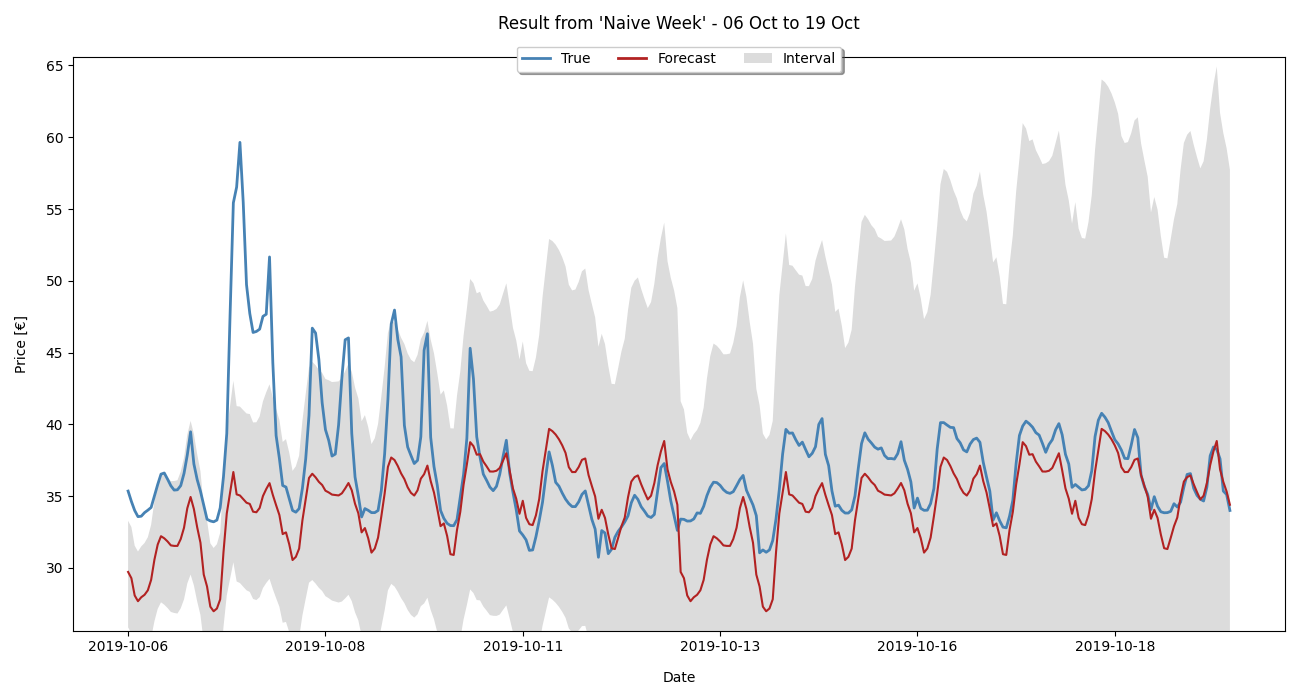 Result from 'Naive Week' - 06 Oct to 19 Oct
True Forecast Interval
65
60
55
50
45
40
35
30
Price [€]
2019-10-06 2019-10-08 2019-10-11 2019-10-13 2019-10-16 2019-10-18
Date